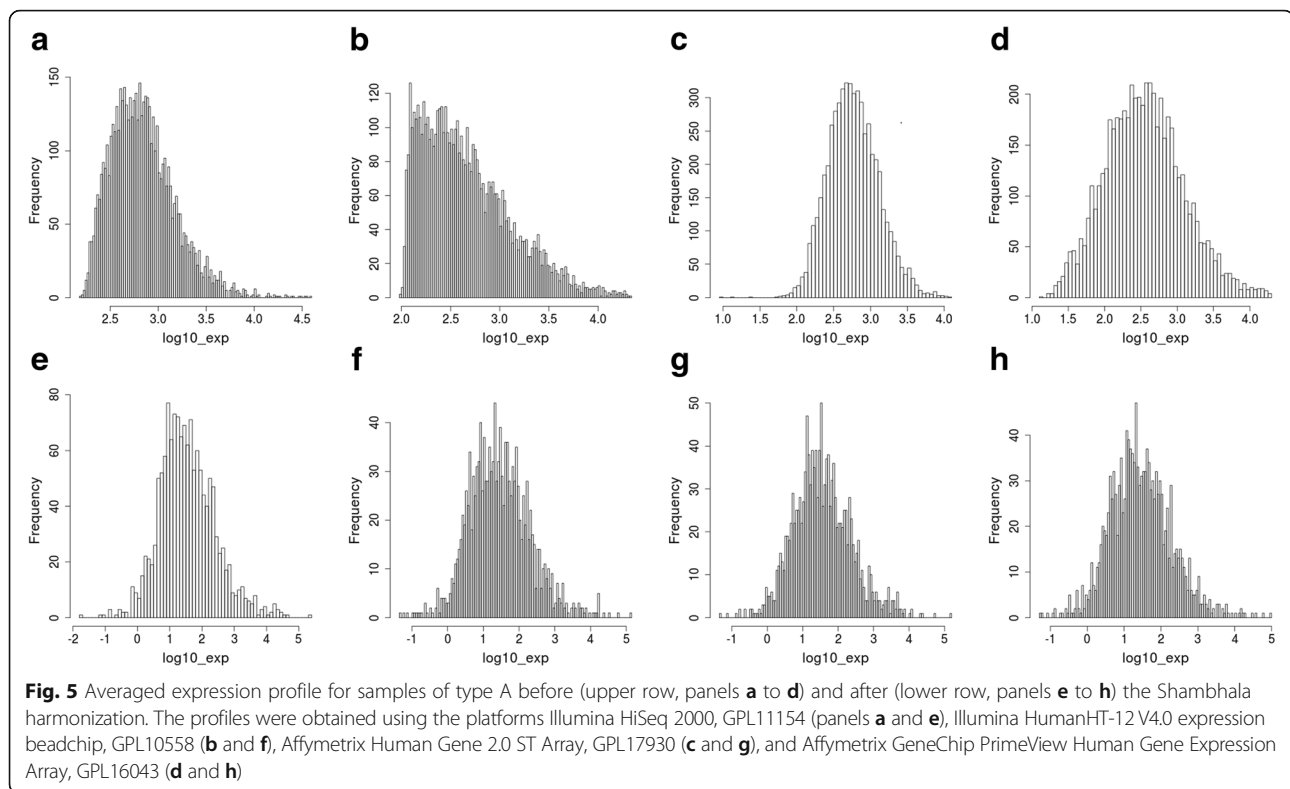 a
b
c
d
150
100
50
0
Frequency
2.5 3.0 3.5 4.0 4.5
log10_exp
120
100
80
60
40
20
0
Frequency
2.0 2.5 3.0 3.5 4.0
log10_exp
300
250
200
150
100
50
0
Frequency
1.0 1.5 2.0 2.5 3.0 3.5 4.0
log10_exp
200
150
100
50
0
Frequency
1.0 1.5 2.0 2.5 3.0 3.5 4.0
log10_exp
e
f
g
h
80
60
40
20
0
Frequency
-2 -1 0 1 2 3 4 5
log10_exp
40
30
20
10
0
Frequency
-1 0 1 2 3 4 5
log10_exp
50
40
30
20
10
0
Frequency
-1 0 1 2 3 4 5
log10_exp
40
30
20
10
0
Frequency
-1 0 1 2 3 4 5
log10_exp
Fig. 5 Averaged expression profile for samples of type A before (upper row, panels a to d) and after (lower row, panels e to h) the Shambhala
harmonization. The profiles were obtained using the platforms Illumina HiSeq 2000, GPL11154 (panels a and e), Illumina HumanHT-12 V4.0 expression
beadchip, GPL10558 (b and f), Affymetrix Human Gene 2.0 ST Array, GPL17930 (c and g), and Affymetrix GeneChip PrimeView Human Gene Expression
Array, GPL16043 (d and h)